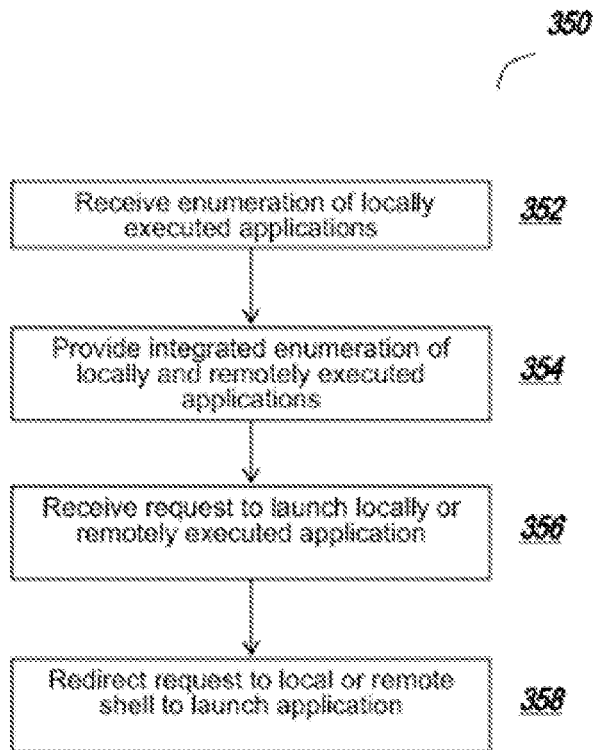 350
Receive enumeration of locally
executed applications
352
Provide integrated enumeration of
locally and remotely executed
applications
354
Receive request to launch locally or
remotely executed application
356
Redirect request to local or remote
shell to launch application
358